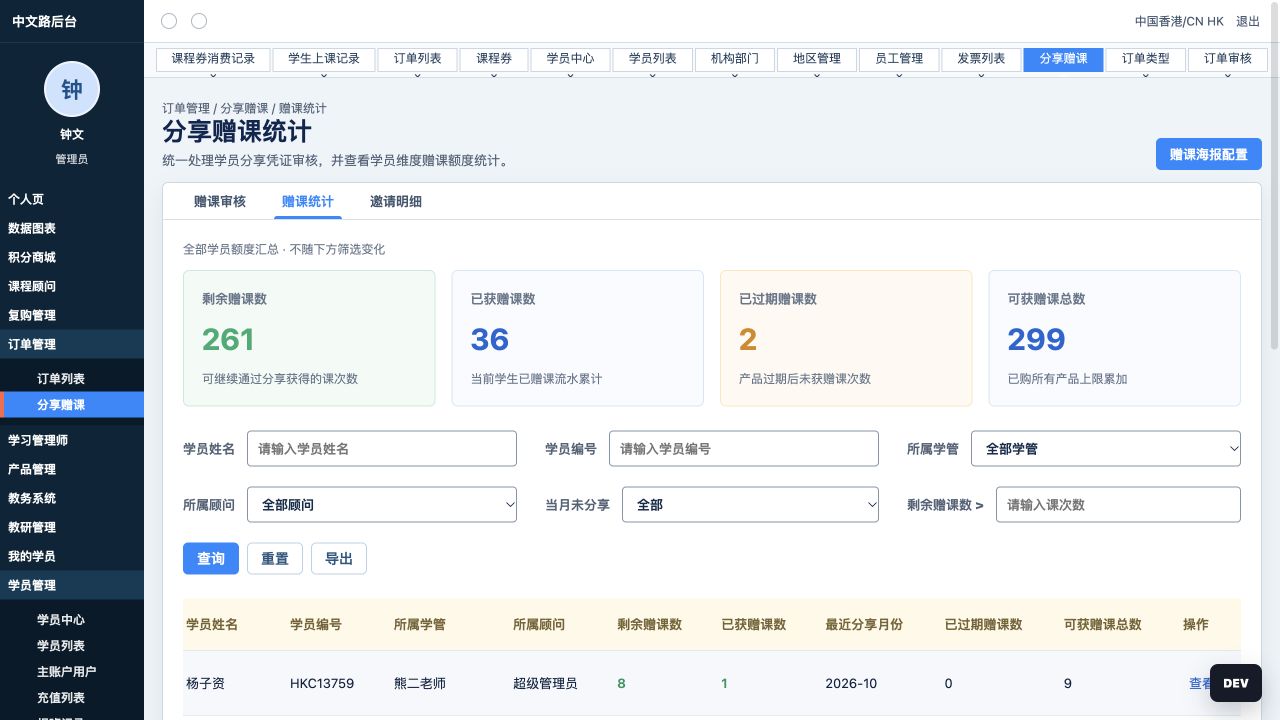 中文路后台
中国香港/CN HK 退出
课程券消费记录 学生上课记录 订单列表 课程券 学员中心 学员列表 机构部门 地区管理 员工管理 发票列表 分享赠课 订单类型 订单审核
钟
钟文
管理员
个人页
数据图表
积分商城
课程顾问
复购管理
订单管理
订单列表
分享赠课
学习管理师
产品管理
教务系统
教研管理
我的学员
学员管理
学员中心
学员列表
主账户用户
充值列表
订单管理 / 分享赠课 / 赠课统计
分享赠课统计
统一处理学员分享凭证审核，并查看学员维度赠课额度统计。
赠课海报配置
赠课审核 赠课统计 邀请明细
全部学员额度汇总 · 不随下方筛选变化
剩余赠课数
261
可继续通过分享获得的课次数
已获赠课数
36
当前学生已赠课流水累计
已过期赠课数
2
产品过期后未获赠课次数
可获赠课总数
299
已购所有产品上限累加
学员姓名 请输入学员姓名 学员编号 请输入学员编号 所属学管 全部学管
所属顾问 全部顾问 当月未分享 全部 剩余赠课数 > 请输入课次数
查询 重置 导出
学员姓名 学员编号 所属学管 所属顾问 剩余赠课数 已获赠课数 最近分享月份 已过期赠课数 可获赠课总数 操作
杨子资 HKC13759 熊二老师 超级管理员 8 1 2026-10 0 9 查看
DEV